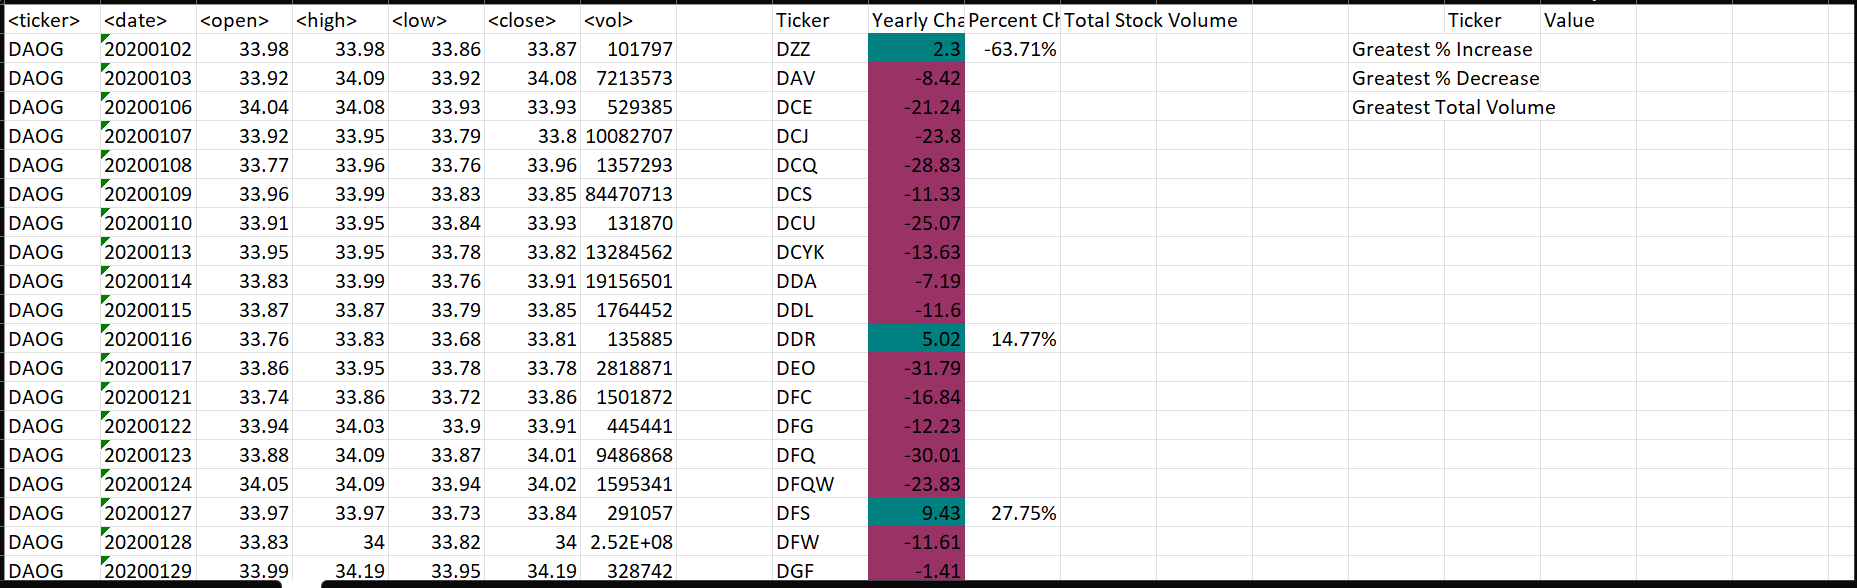 <ticker> <date> <open> <high> <low> <close> <vol> Ticker Yearly Cha Percent Ch Total Stock Volume Ticker Value
DAOG 20200102 33.98 33.98 33.86 33.87 101797 DZZ 2.3 -63.71% Greatest % Increase
DAOG 20200103 33.92 34.09 33.92 34.08 7213573 DAV -8.42 Greatest % Decrease
DAOG 20200106 34.04 34.08 33.93 33.93 529385 DCE -21.24 Greatest Total Volume
DAOG 20200107 33.92 33.95 33.79 33.8 10082707 DCJ -23.8
DAOG 20200108 33.77 33.96 33.76 33.96 1357293 DCQ -28.83
DAOG 20200109 33.96 33.99 33.83 33.85 84470713 DCS -11.33
DAOG 20200110 33.91 33.95 33.84 33.93 131870 DCU -25.07
DAOG 20200113 33.95 33.95 33.78 33.82 13284562 DCYK -13.63
DAOG 20200114 33.83 33.99 33.76 33.91 19156501 DDA -7.19
DAOG 20200115 33.87 33.87 33.79 33.85 1764452 DDL -11.6
DAOG 20200116 33.76 33.83 33.68 33.81 135885 DDR 5.02 14.77%
DAOG 20200117 33.86 33.95 33.78 33.78 2818871 DEO -31.79
DAOG 20200121 33.74 33.86 33.72 33.86 1501872 DFC -16.84
DAOG 20200122 33.94 34.03 33.9 33.91 445441 DFG -12.23
DAOG 20200123 33.88 34.09 33.87 34.01 9486868 DFQ -30.01
DAOG 20200124 34.05 34.09 33.94 34.02 1595341 DFQW -23.83
DAOG 20200127 33.97 33.97 33.73 33.84 291057 DFS 9.43 27.75%
DAOG 20200128 33.83 34 33.82 34 2.52E+08 DFW -11.61
DAOG 20200129 33.99 34.19 33.95 34.19 328742 DGF -1.41